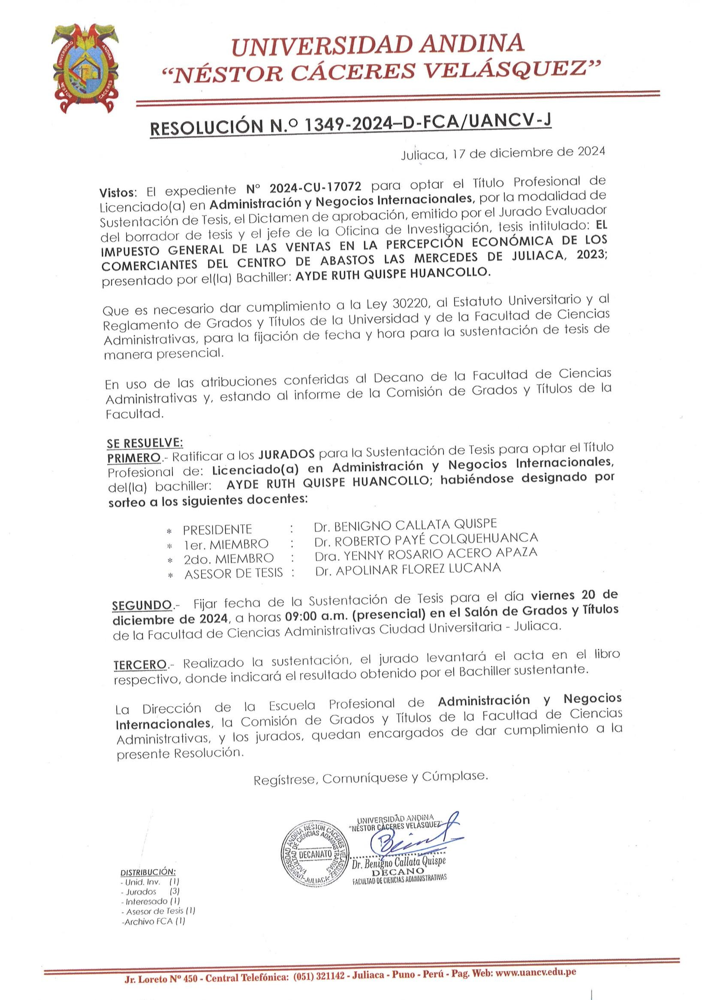 UNIVERSIDAD ANDINA NESTOR CACERES
UNIVERSIDAD ANDINA
“NÉSTOR CÁCERES VELÁSQUEZ”
RESOLUCIÓN N.º 1349-2024–D-FCA/UANCV-J
Juliaca, 17 de diciembre de 2024
Vistos: El expediente Nº 2024-CU-17072 para optar el Título Profesional de
Licenciado(a) en Administración y Negocios Internacionales, por la modalidad de
Sustentación de Tesis, el Dictamen de aprobación, emitido por el Jurado Evaluador
del borrador de tesis y el jefe de la Oficina de Investigación, tesis intitulado: EL
IMPUESTO GENERAL DE LAS VENTAS EN LA PERCEPCIÓN ECONÓMICA DE LOS
COMERCIANTES DEL CENTRO DE ABASTOS LAS MERCEDES DE JULIACA, 2023;
presentado por el(la) Bachiller: AYDE RUTH QUISPE HUANCOLLO.
Que es necesario dar cumplimiento a la Ley 30220, al Estatuto Universitario y al
Reglamento de Grados y Títulos de la Universidad y de la Facultad de Ciencias
Administrativas, para la fijación de fecha y hora para la sustentación de tesis de
manera presencial.
En uso de las atribuciones conferidas al Decano de la Facultad de Ciencias
Administrativas y, estando al informe de la Comisión de Grados y Títulos de la
Facultad.
SE RESUELVE:
PRIMERO.- Ratificar a los JURADOS para la Sustentación de Tesis para optar el Título
Profesional de: Licenciado(a) en Administración y Negocios Internacionales,
del(la) bachiller: AYDE RUTH QUISPE HUANCOLLO; habiéndose designado por
sorteo a los siguientes docentes:
* PRESIDENTE : Dr. BENIGNO CALLATA QUISPE
* 1er. MIEMBRO : Dr. ROBERTO PAYÉ COLQUEHUANCA
* 2do. MIEMBRO : Dra. YENNY ROSARIO ACERO APAZA
* ASESOR DE TESIS : Dr. APOLINAR FLOREZ LUCANA
SEGUNDO.- Fijar fecha de la Sustentación de Tesis para el día viernes 20 de
diciembre de 2024, a horas 09:00 a.m. (presencial) en el Salón de Grados y Títulos
de la Facultad de Ciencias Administrativas Ciudad Universitaria - Juliaca.
TERCERO.- Realizado la sustentación, el jurado levantará el acta en el libro
respectivo, donde indicará el resultado obtenido por el Bachiller sustentante.
La Dirección de la Escuela Profesional de Administración y Negocios
Internacionales, la Comisión de Grados y Títulos de la Facultad de Ciencias
Administrativas, y los jurados, quedan encargados de dar cumplimiento a la
presente Resolución.
Regístrese, Comuníquese y Cúmplase.
UNIVERSIDAD ANDINA NÉSTOR CÁCERES VELÁSQUEZ - JULIACA
FACULTAD DE CIENCIAS ADMINISTRATIVAS
DECANATO
UNIVERSIDAD ANDINA
"NÉSTOR CÁCERES VELÁSQUEZ"
Dr. Benigno Callata Quispe
DECANO
FACULTAD DE CIENCIAS ADMINISTRATIVAS
DISTRIBUCIÓN:
- Unid. Inv. (1)
- Jurados (3)
- Interesado (1)
- Asesor de Tesis (1)
-Archivo FCA (1)
Jr. Loreto Nº 450 - Central Telefónica: (051) 321142 - Juliaca - Puno - Perú - Pag. Web: www.uancv.edu.pe